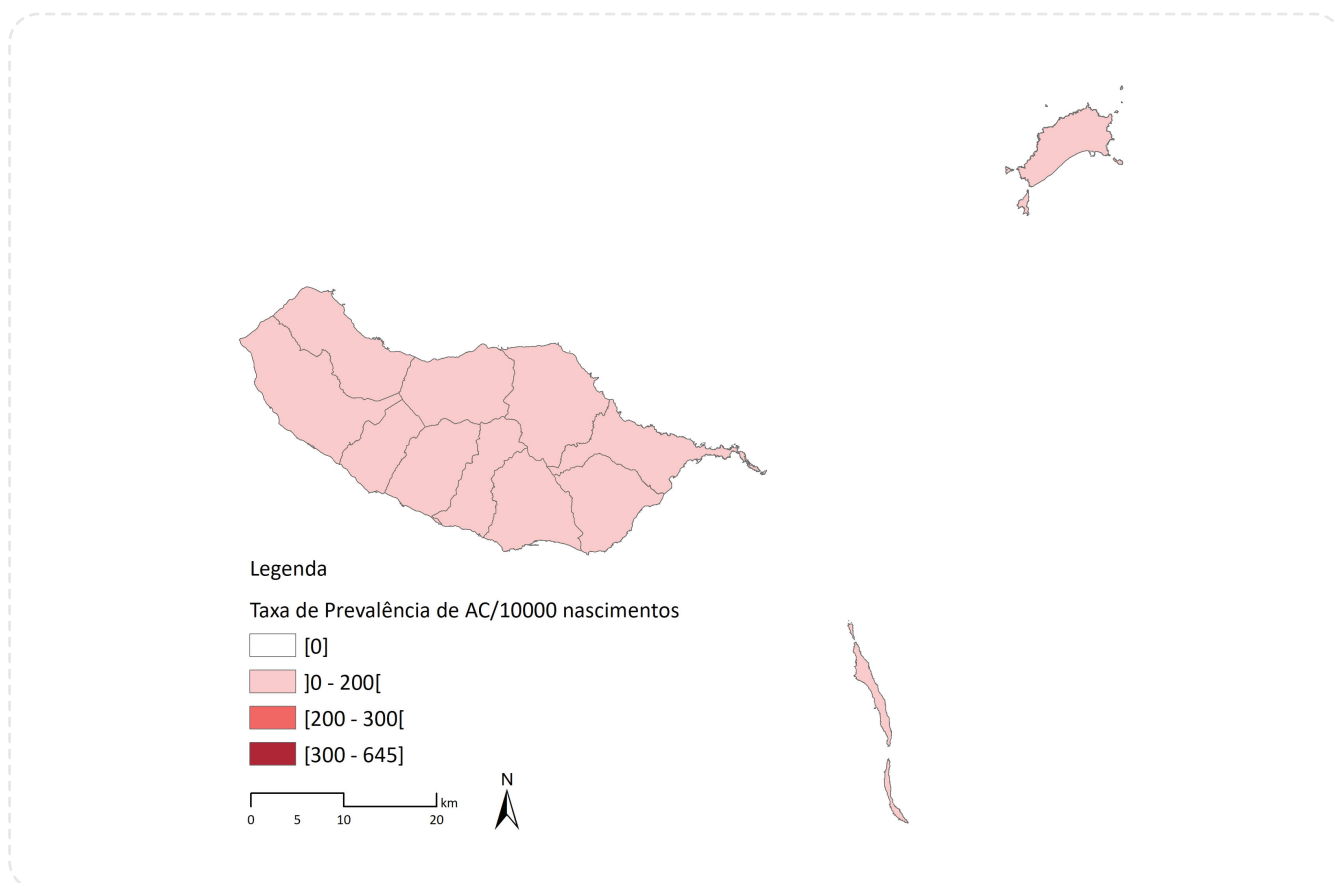 Legenda
Taxa de Prevalência de AC/10000 nascimentos
[0]
]0 - 200[
[200 - 300[
[300 - 645]
N
km
0 5 10 20